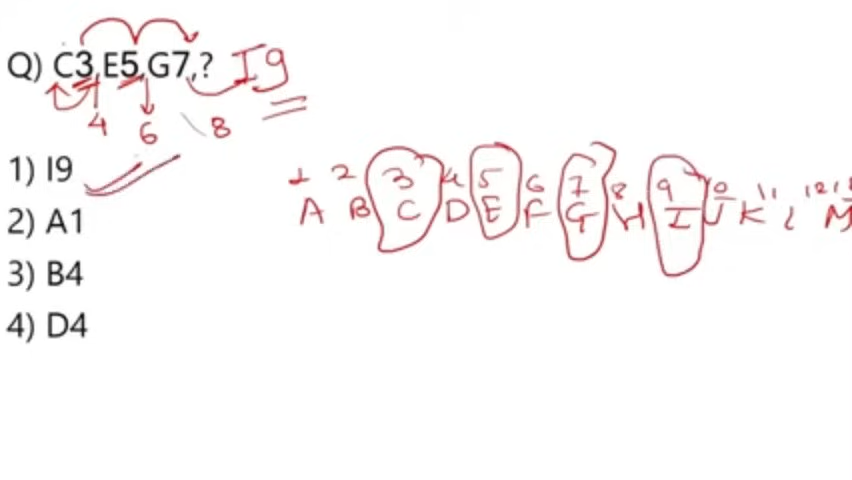 Q) C3,E5,G7,? I9
4 6 8
1) I9
2) A1
3) B4
4) D4
1 2 3 4 5 6 7 8 9 10 11 12
A B C D E F G H I J K L M